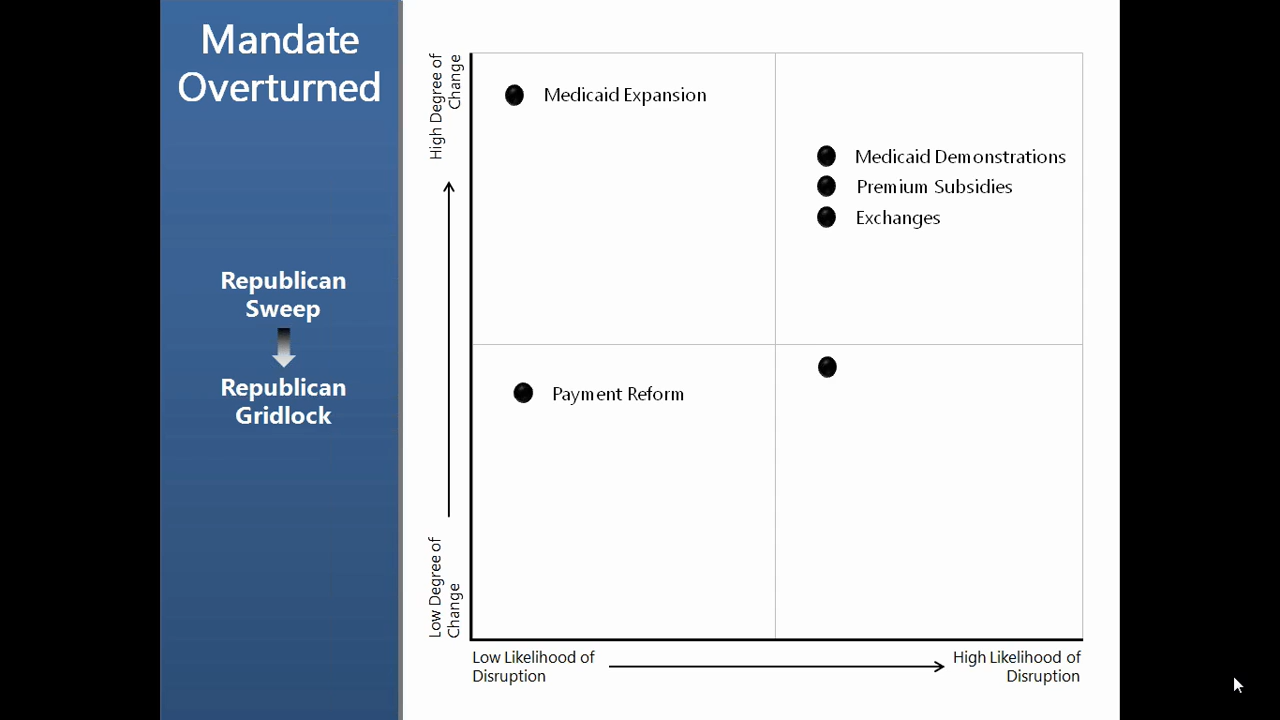 Mandate
Overturned
Republican
Sweep
Republican
Gridlock
High Degree of
Change
Low Degree of
Change
Medicaid Expansion
Medicaid Demonstrations
Premium Subsidies
Exchanges
Payment Reform
Low Likelihood of
Disruption
High Likelihood of
Disruption